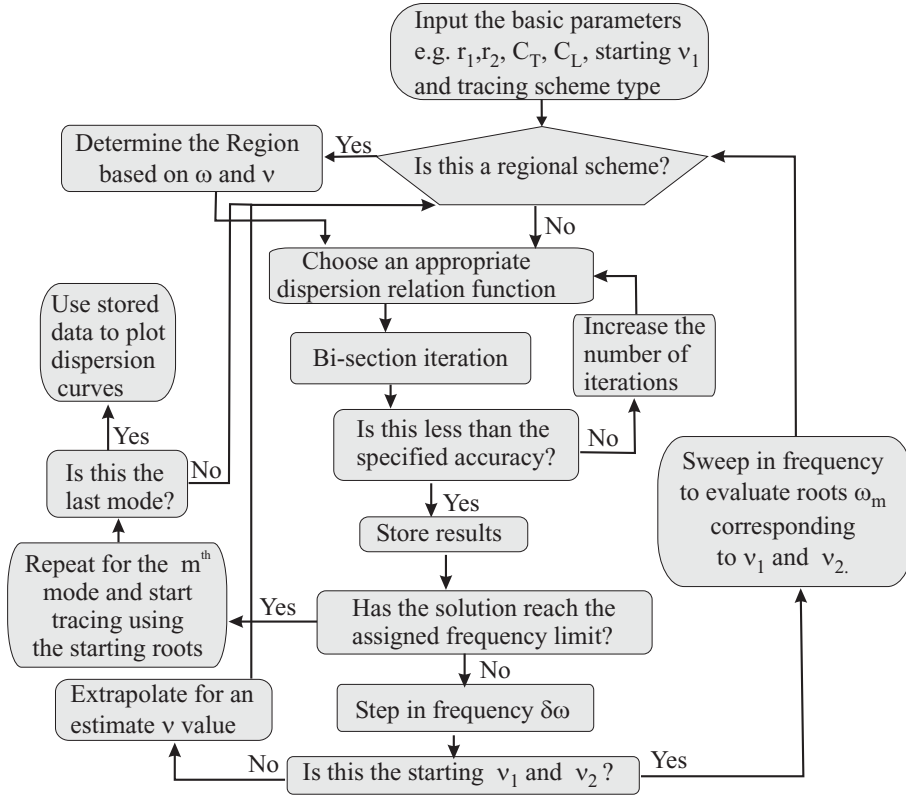 Input the basic parameters
e.g. r₁,r₂, C_T, C_L, starting ν₁
and tracing scheme type
Determine the Region
based on ω and ν
Yes
Is this a regional scheme?
No
Choose an appropriate
dispersion relation function
Use stored
data to plot
dispersion
curves
Increase the
number of
iterations
Bi-section iteration
Yes
Is this less than the
specified accuracy?
No
Is this the
last mode?
No
Sweep in frequency
to evaluate roots ω_m
corresponding
to ν₁ and ν₂.
Yes
Store results
Repeat for the m^th
mode and start
tracing using
the starting roots
Yes
Has the solution reach the
assigned frequency limit?
No
Extrapolate for an
estimate ν value
Step in frequency δω
No
Is this the starting ν₁ and ν₂ ?
Yes